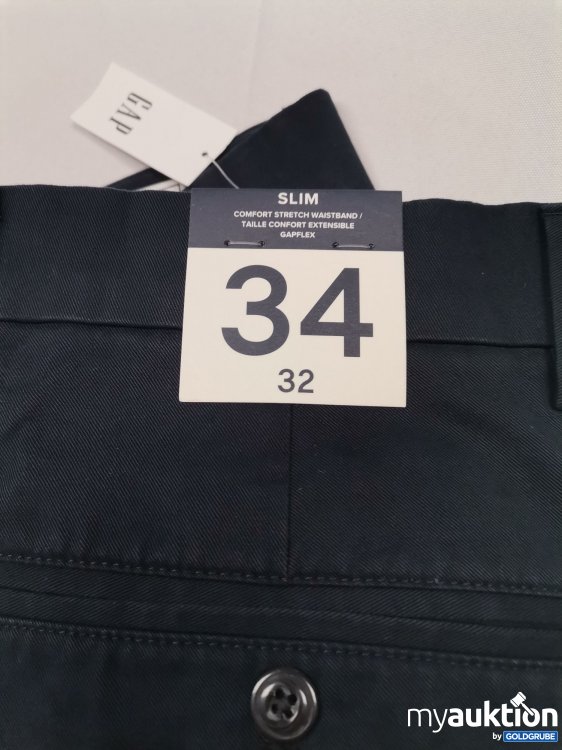 GAP
SLIM
COMFORT STRETCH WAISTBAND /
TAILLE CONFORT EXTENSIBLE
GAPFLEX
34
32
myauktion
by GOLDGRUBE